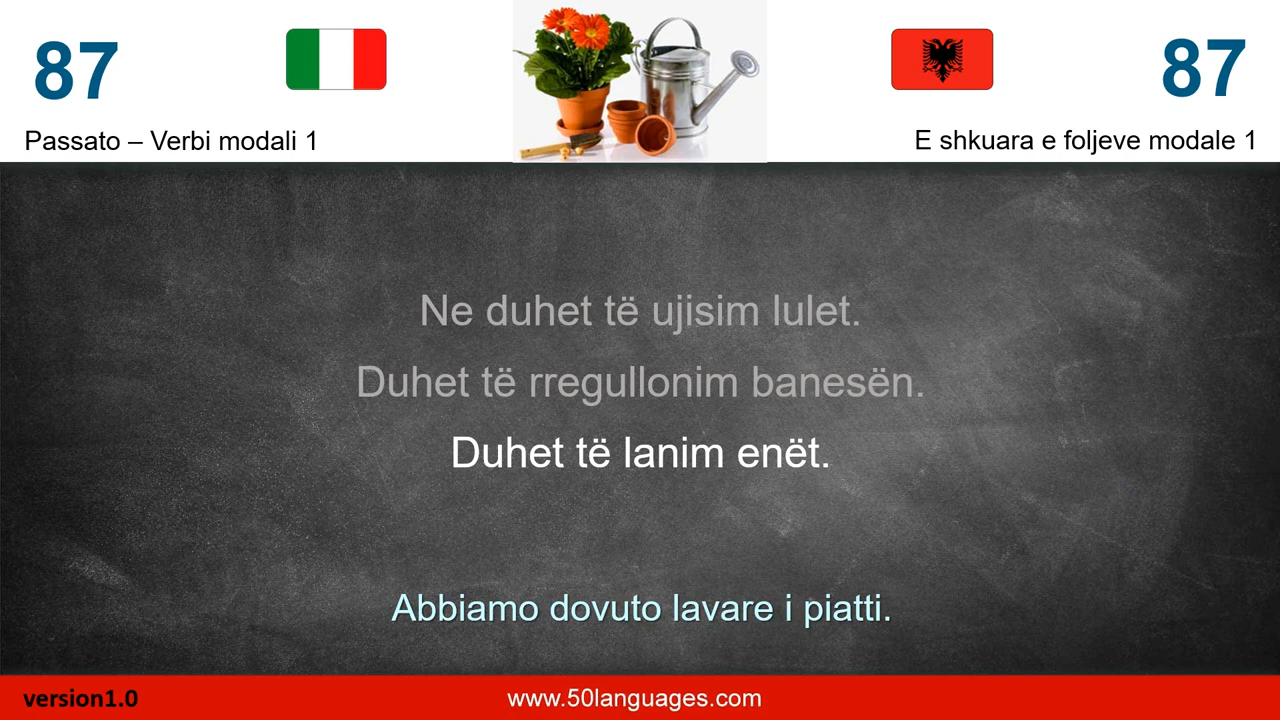 87
87
Passato – Verbi modali 1
E shkuara e foljeve modale 1
Ne duhet të ujisim lulet.
Duhet të rregullonim banesën.
Duhet të lanim enët.
Abbiamo dovuto lavare i piatti.
version1.0
www.50languages.com